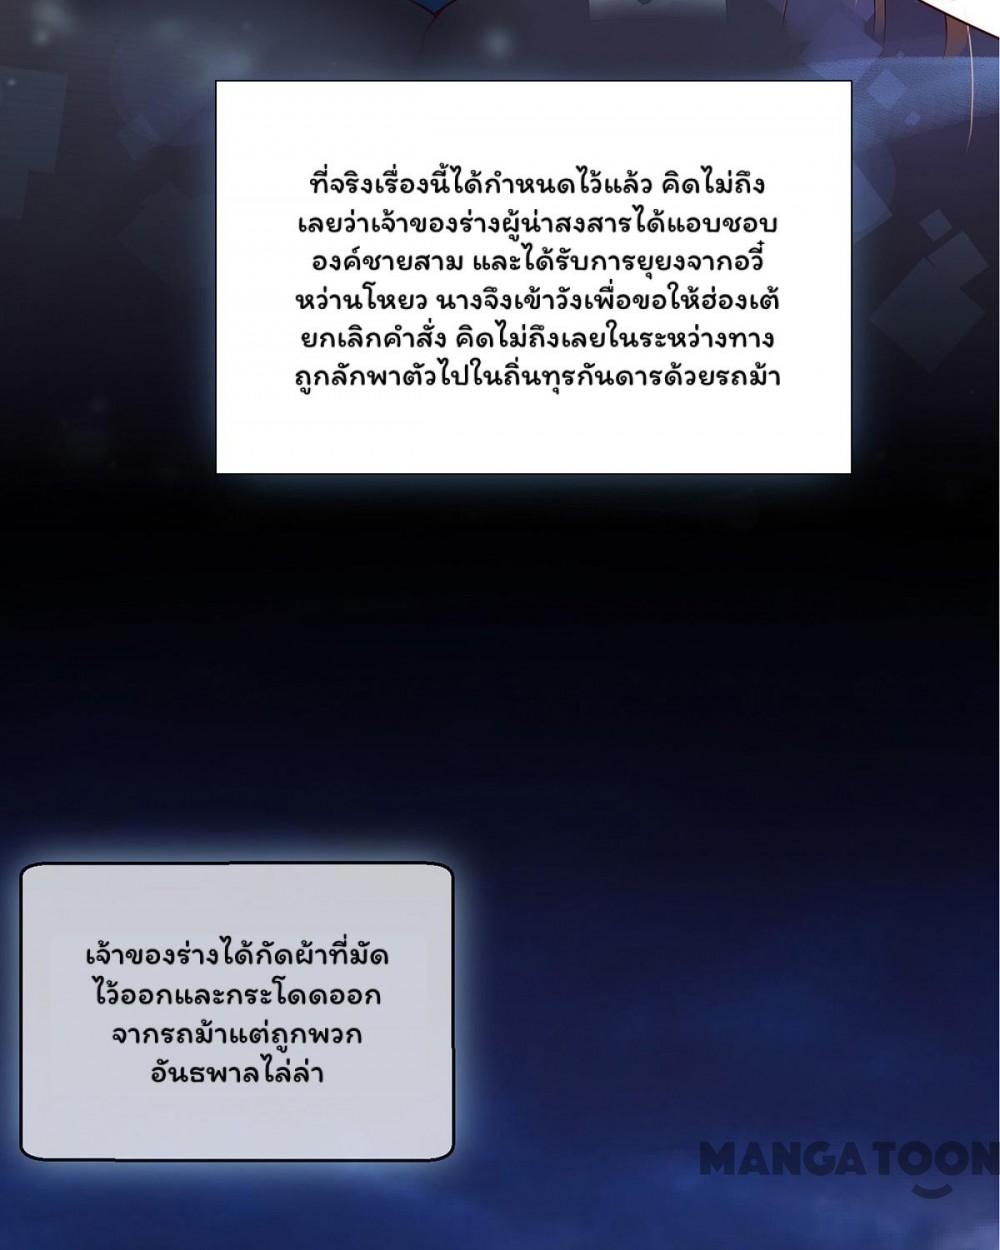 ที่จริงเรื่องนี้ได้กำหนดไว้แล้ว คิดไม่ถึง
เลยว่าเจ้าของร่างผู้น่าสงสารได้แอบชอบ
องค์ชายสาม และได้รับการยุยงจากอวี๋
หว่านโหยว นางจึงเข้าวังเพื่อขอให้ฮ่องเต้
ยกเลิกคำสั่ง คิดไม่ถึงเลยในระหว่างทาง
ถูกลักพาตัวไปในถิ่นทุรกันดารด้วยรถม้า
เจ้าของร่างได้กัดผ้าที่มัด
ไว้ออกและกระโดดออก
จากรถม้าแต่ถูกพวก
อันธพาลไล่ล่า
MANGATOON